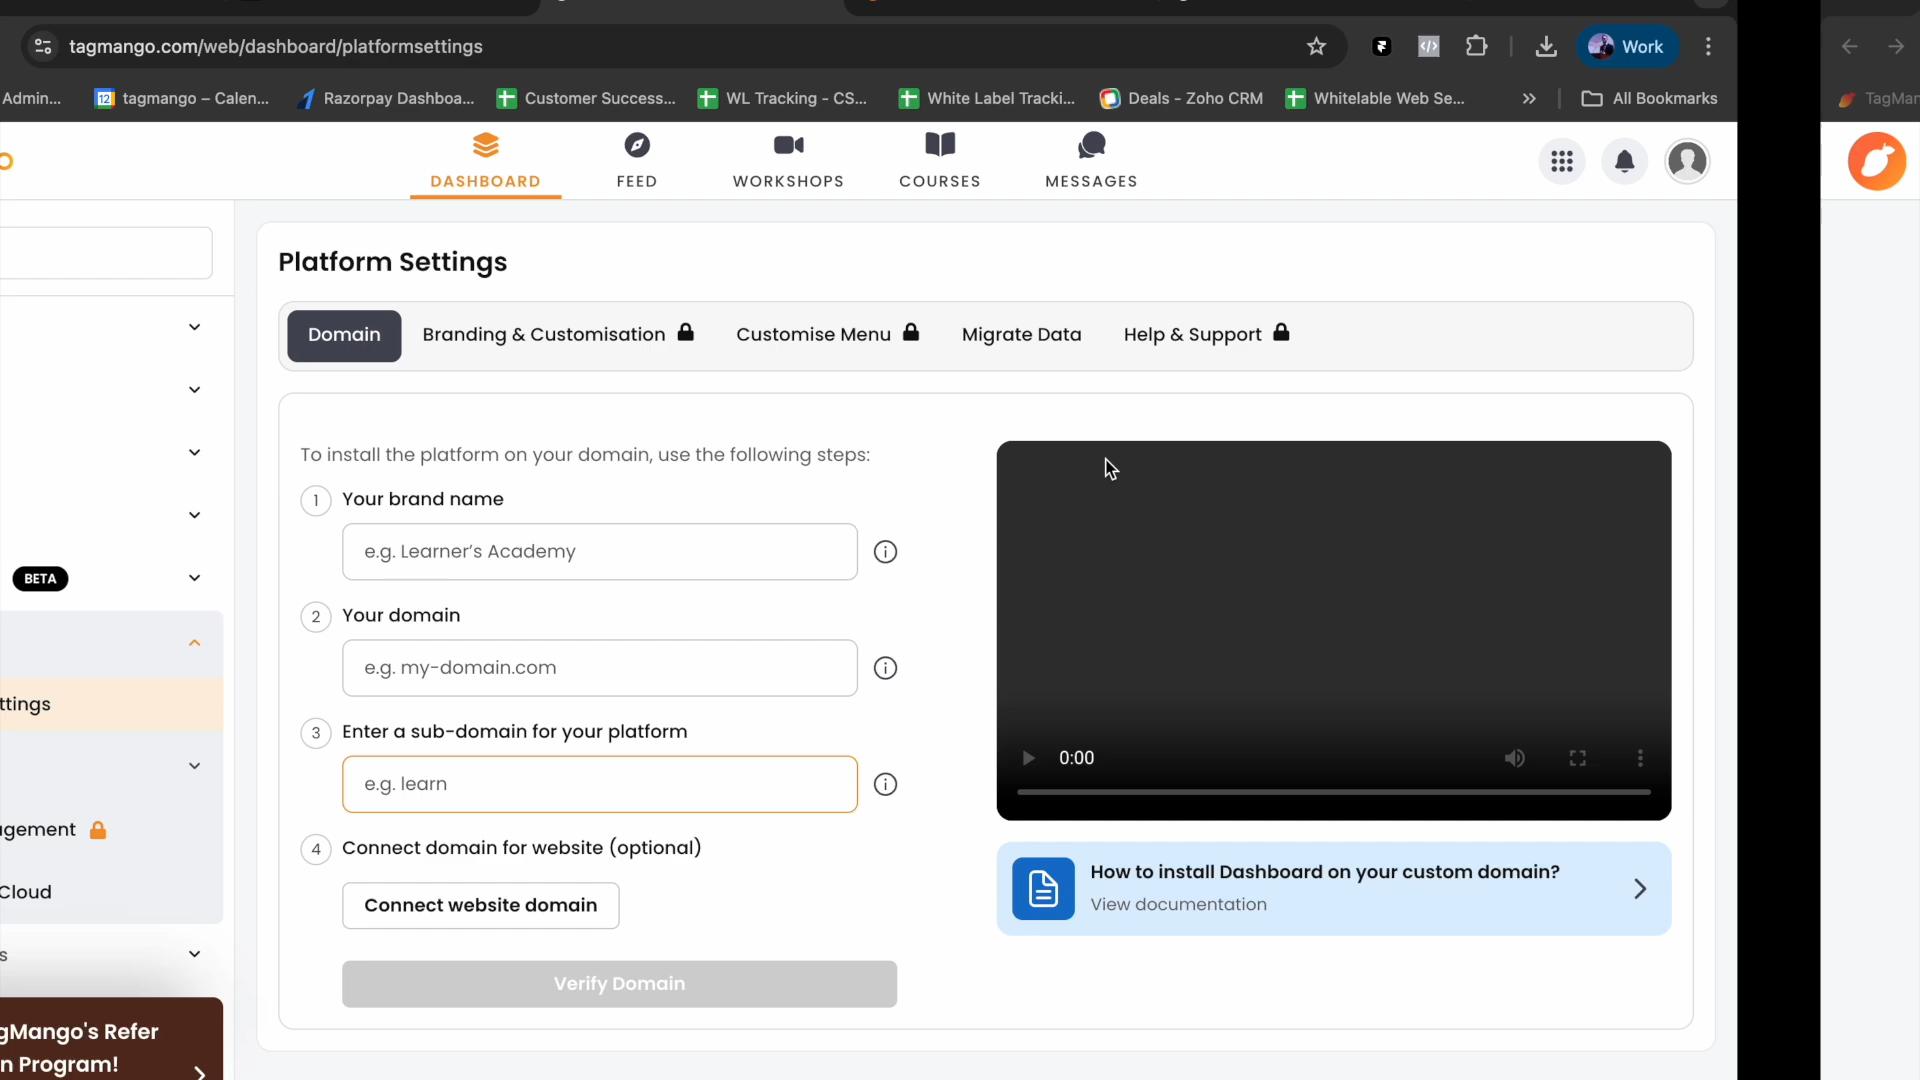 tagmango.com/web/dashboard/platformsettings
Work
Admin...
12
tagmango – Calen...
Razorpay Dashboa...
Customer Success...
WL Tracking - CS...
White Label Tracki...
Deals - Zoho CRM
Whitelable Web Se...
All Bookmarks
TagMan
DASHBOARD
FEED
WORKSHOPS
COURSES
MESSAGES
Platform Settings
Domain
Branding & Customisation
Customise Menu
Migrate Data
Help & Support
To install the platform on your domain, use the following steps:
1
Your brand name
e.g. Learner's Academy
2
Your domain
e.g. my-domain.com
3
Enter a sub-domain for your platform
e.g. learn
4
Connect domain for website (optional)
Connect website domain
Verify Domain
0:00
How to install Dashboard on your custom domain?
View documentation
BETA
ttings
agement
Cloud
s
gMango's Refer
n Program!